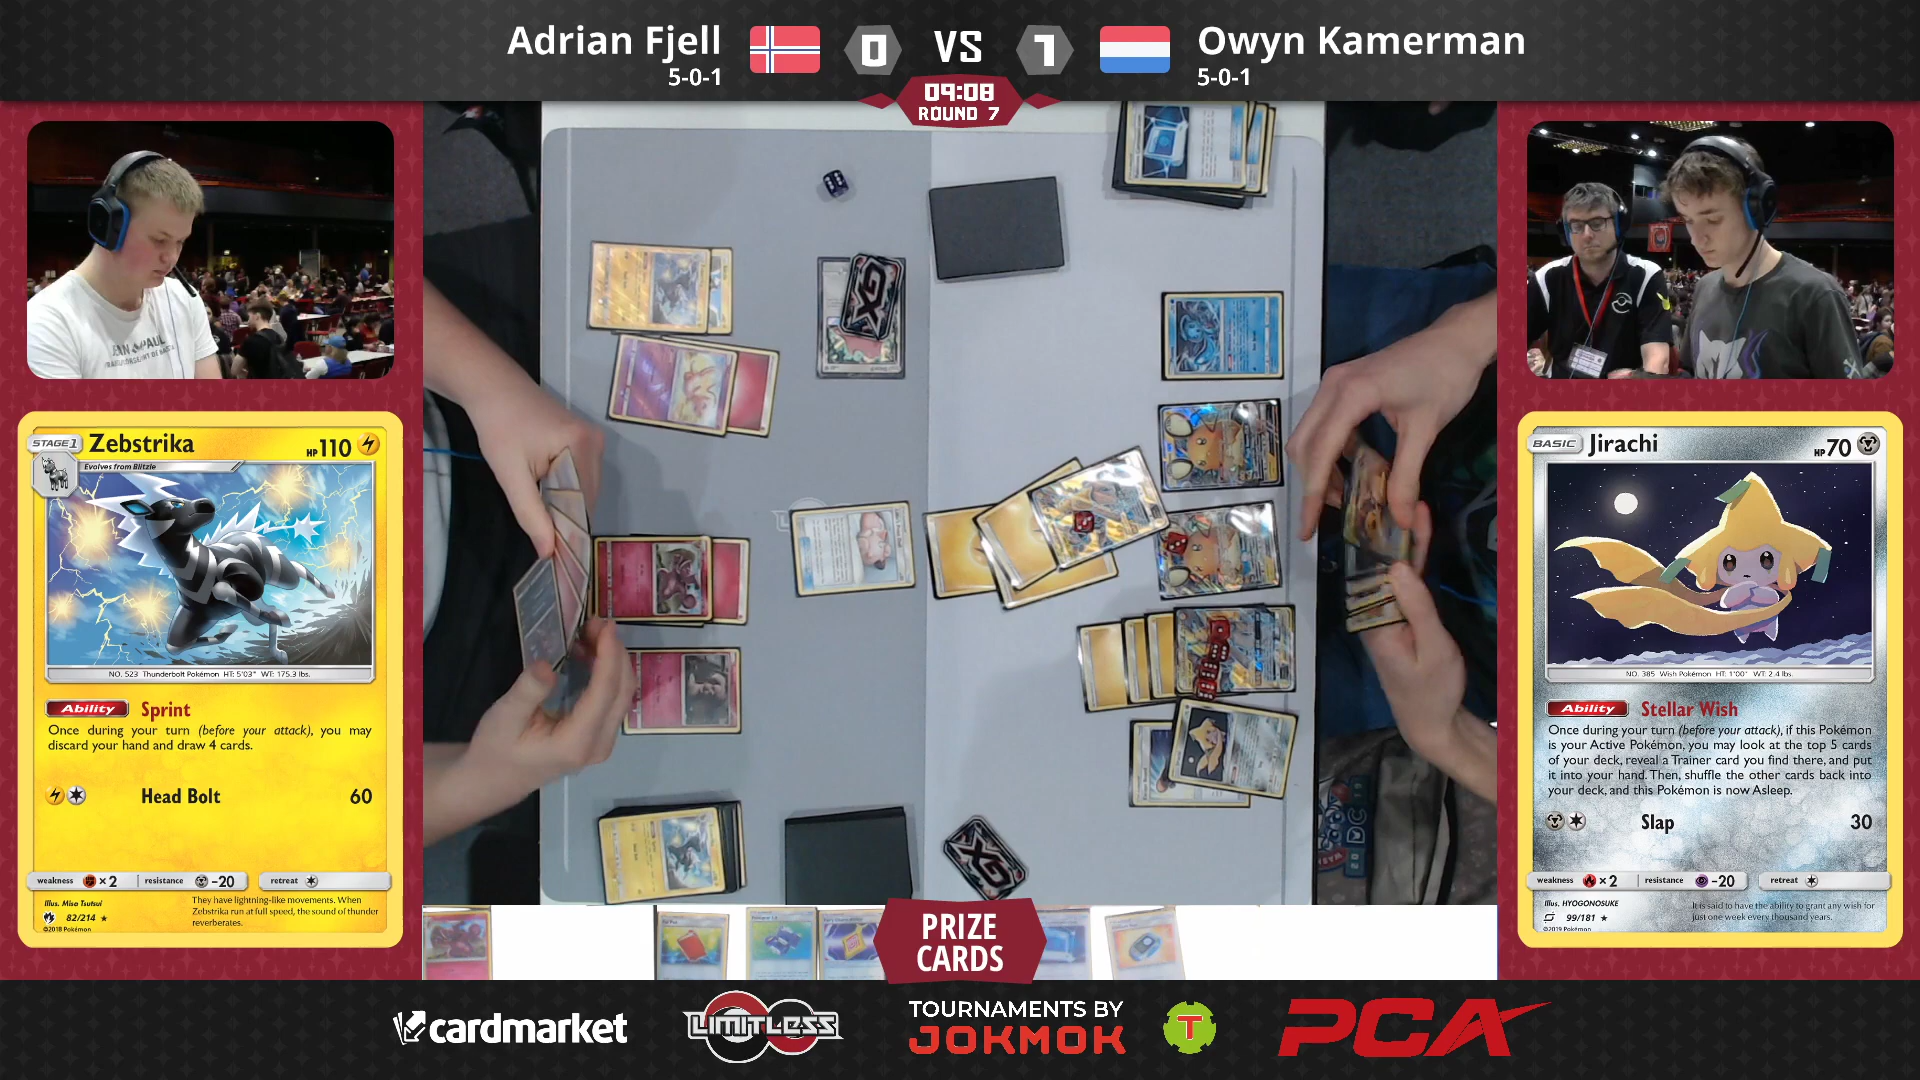 Adrian Fjell
5-0-1
0 VS 1
Owyn Kamerman
5-0-1
09:08
ROUND 7
STAGE 1 Zebstrika HP 110
Evolves from Blitzle
NO. 523 Thunderbolt Pokémon HT: 5'03" WT: 175.3 lbs.
Ability Sprint
Once during your turn (before your attack), you may
discard your hand and draw 4 cards.
Head Bolt 60
weakness ×2 resistance -20 retreat
Illus. Misa Tsutsui
82/214 ★
©2018 Pokémon
They have lightning-like movements. When
Zebstrika run at full speed, the sound of thunder
reverberates.
GX
GX
BASIC Jirachi HP 70
NO. 385 Wish Pokémon HT: 1'00" WT: 2.4 lbs.
Ability Stellar Wish
Once during your turn (before your attack), if this Pokémon
is your Active Pokémon, you may look at the top 5 cards
of your deck, reveal a Trainer card you find there, and put
it into your hand. Then, shuffle the other cards back into
your deck, and this Pokémon is now Asleep.
Slap 30
weakness ×2 resistance -20 retreat
Illus. HYOGONOSUKE
99/181 ★
©2019 Pokémon
It is said to have the ability to grant any wish for
just one week every thousand years.
PRIZE
CARDS
cardmarket
LIMITLESS
TOURNAMENTS BY
JOKMOK
T
PCA